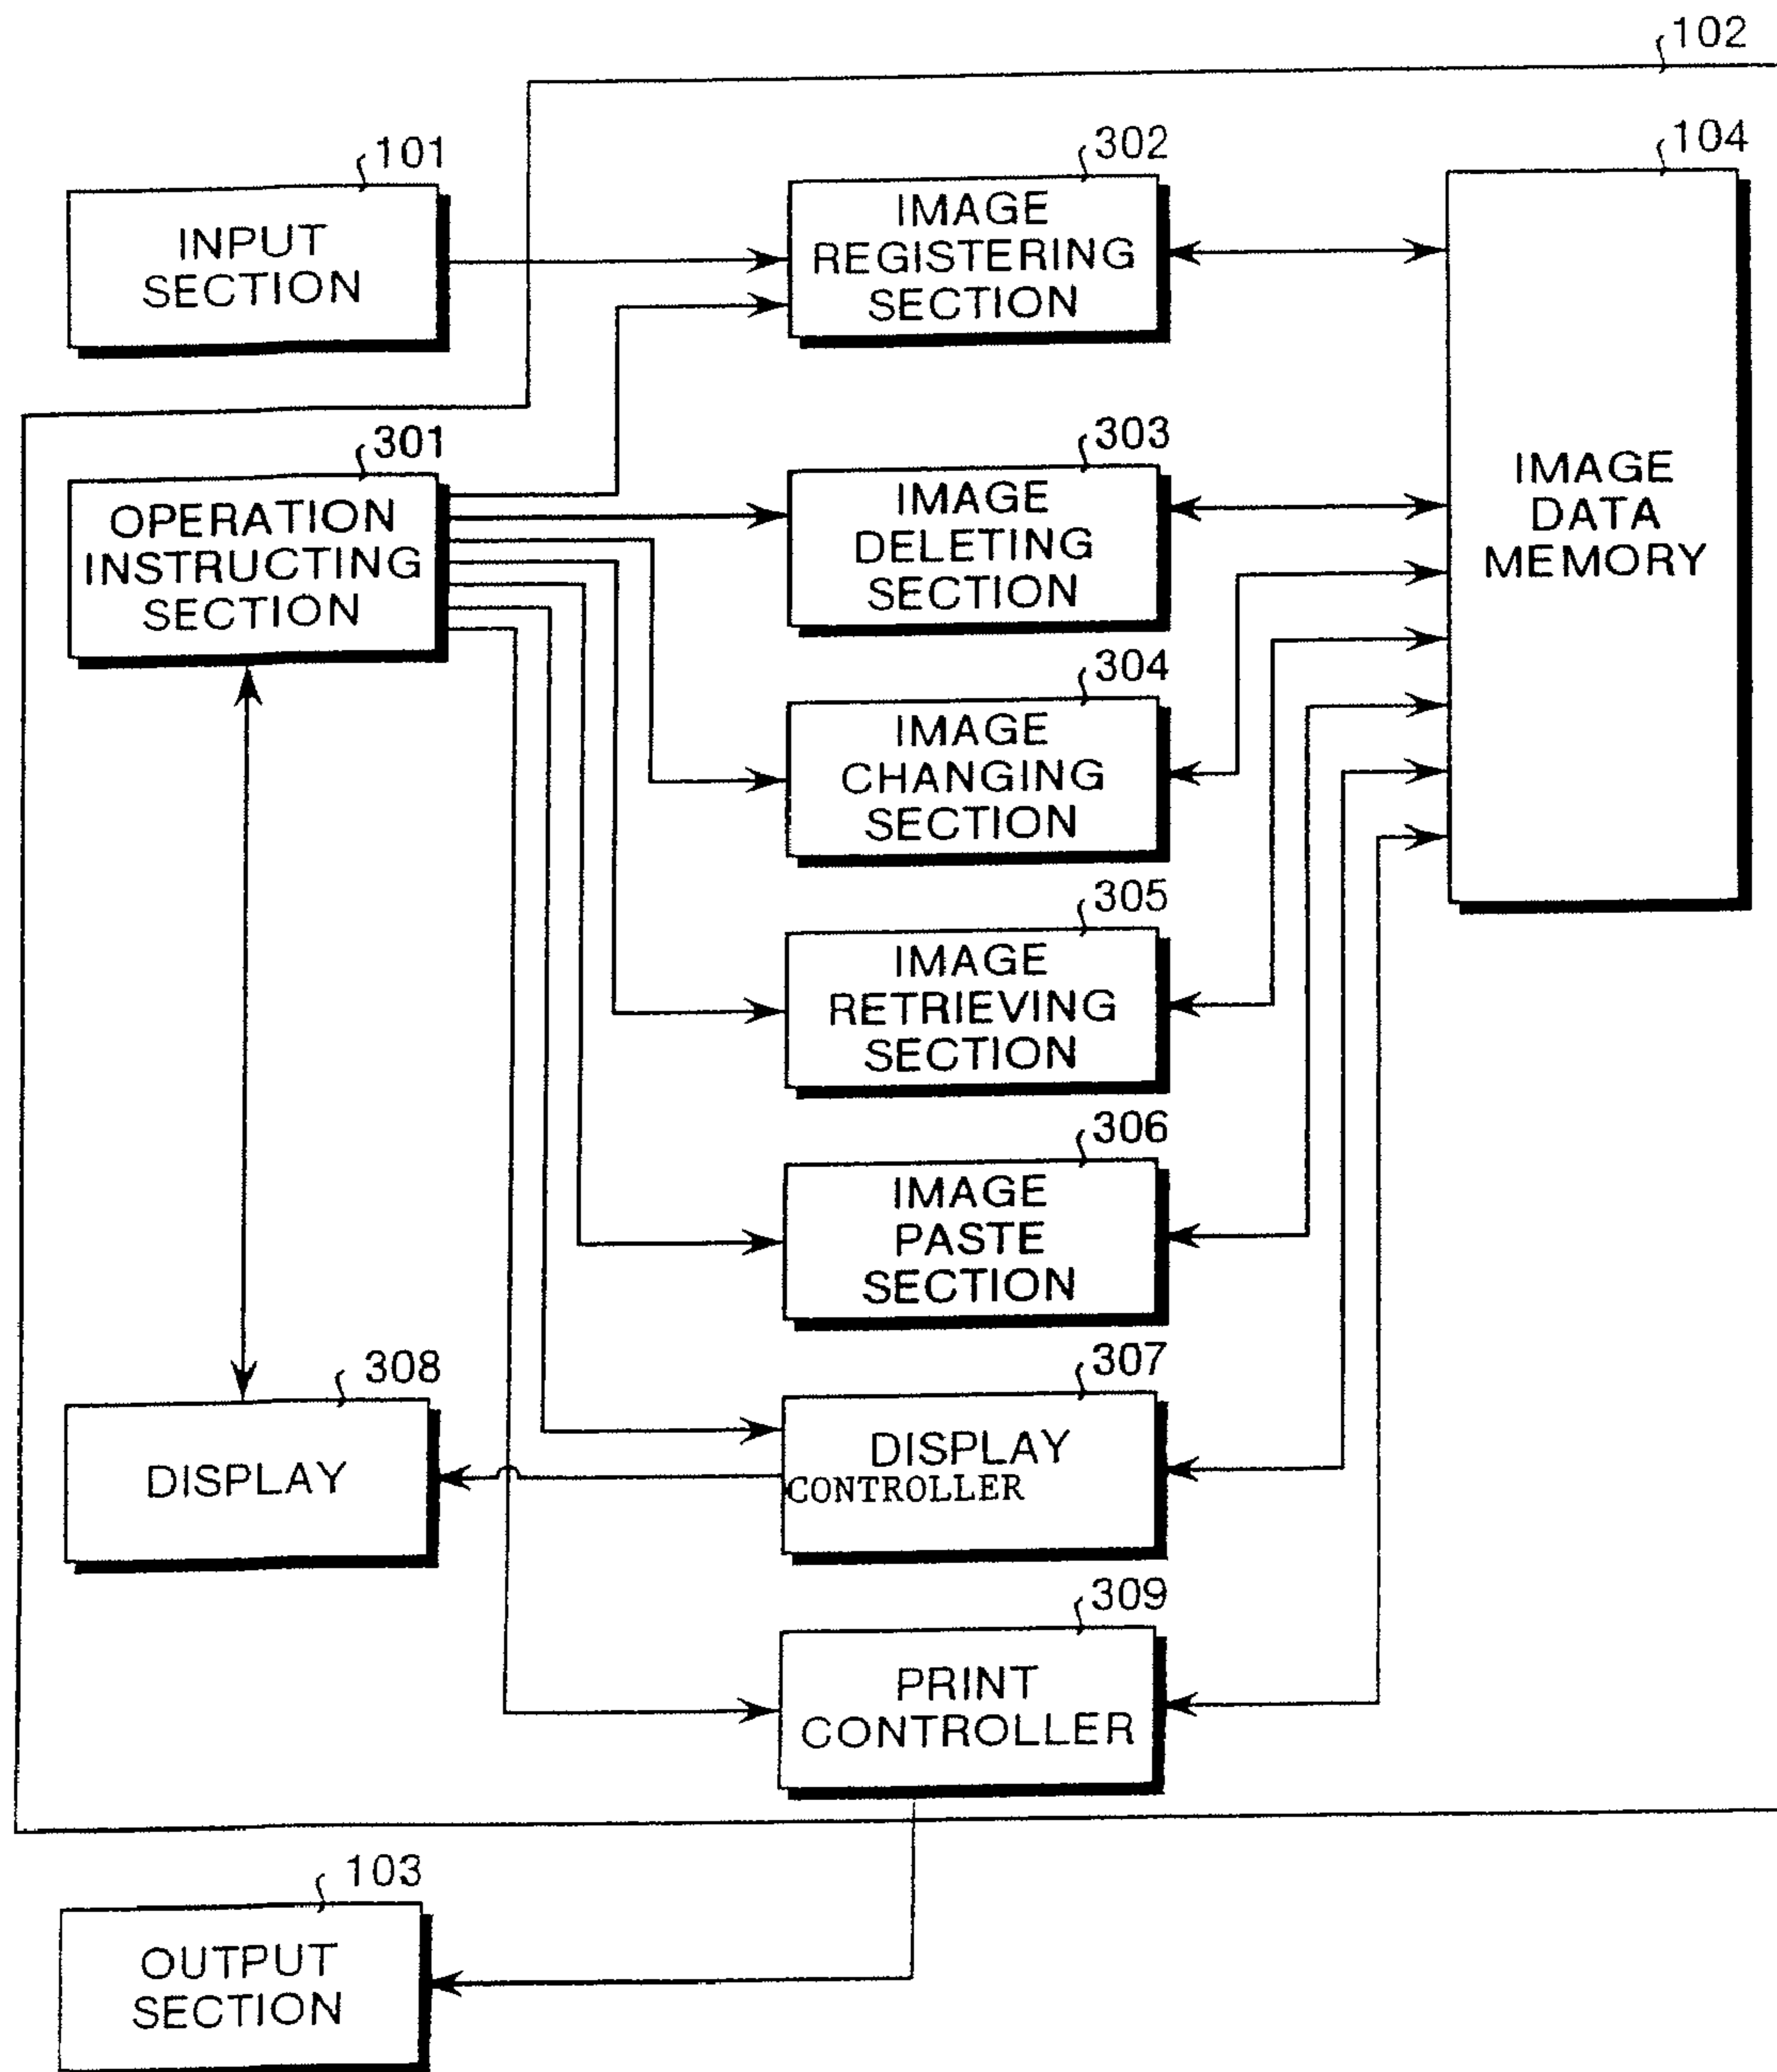 102
101
INPUT
SECTION
302
IMAGE
REGISTERING
SECTION
104
IMAGE
DATA
MEMORY
301
OPERATION
INSTRUCTING
SECTION
303
IMAGE
DELETING
SECTION
304
IMAGE
CHANGING
SECTION
305
IMAGE
RETRIEVING
SECTION
306
IMAGE
PASTE
SECTION
308
DISPLAY
307
DISPLAY
CONTROLLER
309
PRINT
CONTROLLER
103
OUTPUT
SECTION